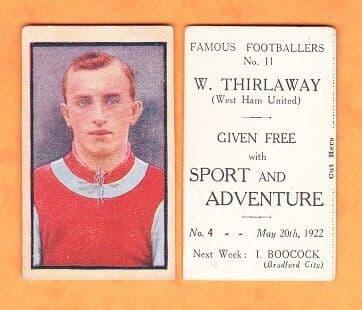 FAMOUS FOOTBALLERS
No. 11
W. THIRLAWAY
(West Ham United)
GIVEN FREE
with
SPORT AND
ADVENTURE
No. 4 - - May 20th, 1922
Next Week: I. BOOCOCK
(Bradford City)
Cut Here